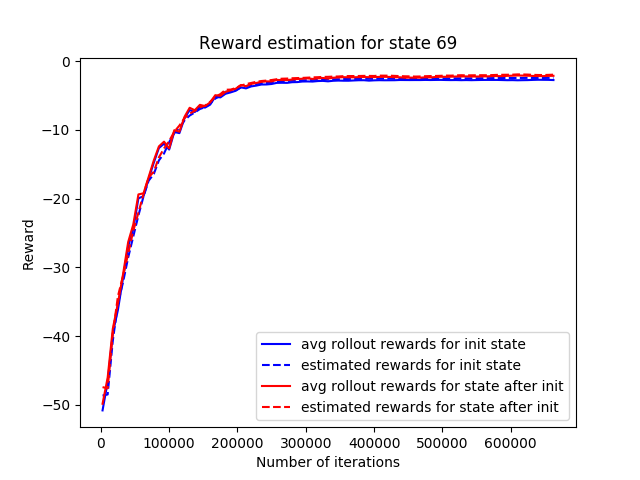 Reward estimation for state 69
Reward
0
−10
−20
−30
−40
−50
avg rollout rewards for init state
estimated rewards for init state
avg rollout rewards for state after init
estimated rewards for state after init
0 100000 200000 300000 400000 500000 600000
Number of iterations